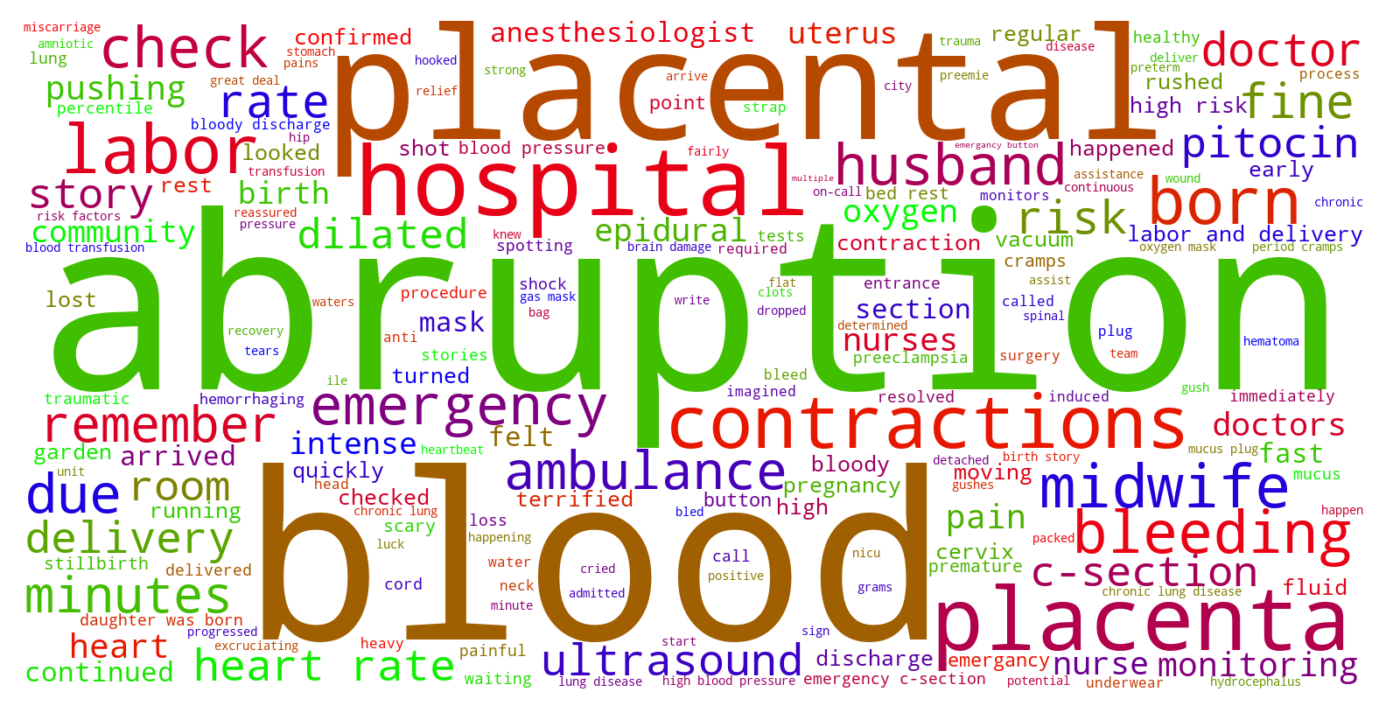 miscarriage
amniotic
lung
check
stomach
pains
confirmed
hooked
placental
anesthesiologist
strong
arrive
uterus
trauma
regular
disease
healthy
deliver
preterm
doctor
process
pushing
percentile
great deal
rate
relief
point
strap
preemie
city
rushed
high risk
fine
bloody discharge
hip
labor
looked
transfusion
shot
blood pressure
fairly
hospital
multiple
emergency button
husband
happened
pitocin
assistance
continuous
early
story
rest
birth
on-call
bed rest
monitors
born
wound
chronic
risk factors
reassured
pressure
community
dilated
knew
spotting
epidural
tests
oxygen
risk
vacuum
labor and delivery
blood transfusion
brain damage
required
contraction
cramps
oxygen mask
period cramps
abruption
lost
waters
procedure
shock
gas mask
bag
flat
clots
write
dropped
entrance
section
assist
called
spinal
recovery
tears
anti
mask
determined
nurses
plug
team
hematoma
stories
preeclampsia
surgery
ile
turned
bleed
traumatic
hemorrhaging
imagined
resolved
induced
gush
immediately
remember
emergency
contractions
doctors
garden
arrived
intense
heartbeat
felt
detached
birth story
mucus plug
fast
unit
quickly
ambulance
bloody
moving
gushes
mucus
due
room
running
head
checked
chronic lung
terrified
button
pregnancy
high
midwife
happen
delivery
scary
loss
bled
pain
packed
bleeding
luck
happening
call
nicu
cervix
stillbirth
delivered
blood
water
cried
positive
premature
c-section
minutes
cord
neck
admitted
grams
chronic lung disease
fluid
minute
placenta
daughter was born
progressed
excruciating
heart
heavy
painful
start
sign
continued
heart rate
waiting
ultrasound
discharge
emergancy
nurse
monitoring
lung disease
high blood pressure
emergency c-section
potential
underwear
hydrocephalus